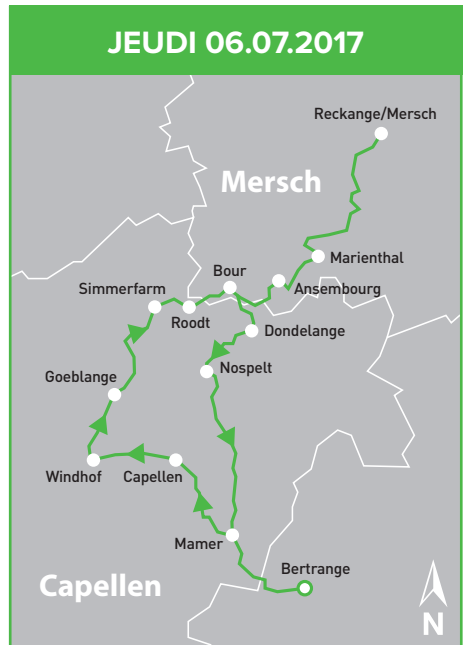 JEUDI 06.07.2017
Reckange/Mersch
Mersch
Marienthal
Bour
Ansembourg
Simmerfarm
Roodt
Dondelange
Nospelt
Goeblange
Windhof
Capellen
Mamer
Bertrange
Capellen
N